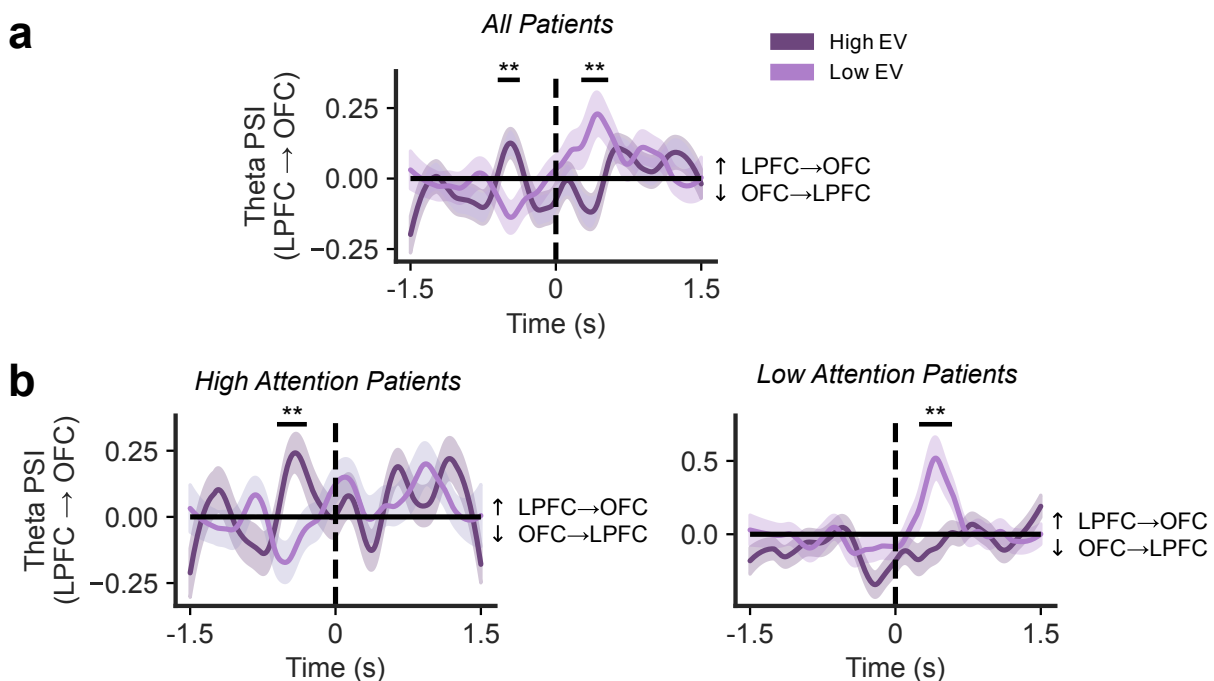 a
All Patients
High EV
Low EV
** **
Theta PSI
(LPFC → OFC)
0.25
0.00
−0.25
↑ LPFC→OFC
↓ OFC→LPFC
-1.5 0 1.5
Time (s)
b
High Attention Patients
**
Theta PSI
(LPFC → OFC)
0.25
0.00
−0.25
↑ LPFC→OFC
↓ OFC→LPFC
-1.5 0 1.5
Time (s)
Low Attention Patients
**
0.5
0.0
↑ LPFC→OFC
↓ OFC→LPFC
-1.5 0 1.5
Time (s)